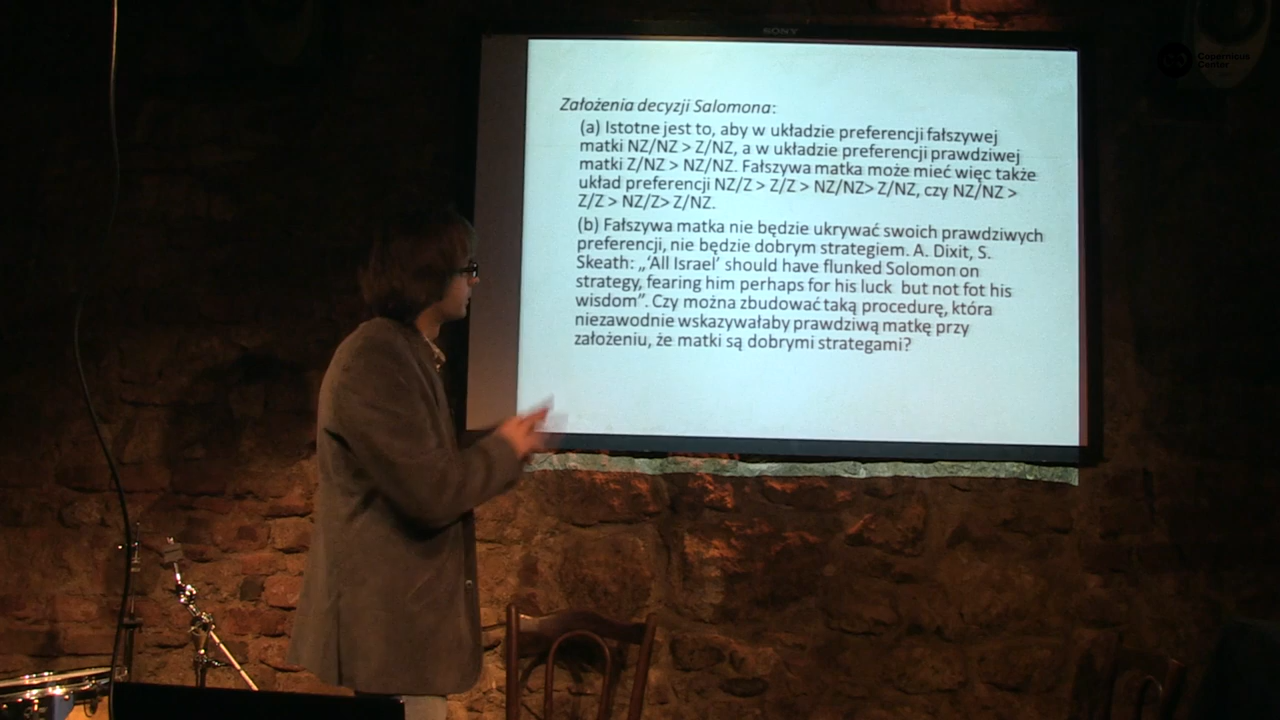 SONY
Copernicus
Center
Założenia decyzji Salomona:
(a) Istotne jest to, aby w układzie preferencji fałszywej
matki NZ/NZ > Z/NZ, a w układzie preferencji prawdziwej
matki Z/NZ > NZ/NZ. Fałszywa matka może mieć więc także
układ preferencji NZ/Z > Z/Z > NZ/NZ> Z/NZ, czy NZ/NZ >
Z/Z > NZ/Z> Z/NZ.
(b) Fałszywa matka nie będzie ukrywać swoich prawdziwych
preferencji, nie będzie dobrym strategiem. A. Dixit, S.
Skeath: „‘All Israel’ should have flunked Solomon on
strategy, fearing him perhaps for his luck but not fot his
wisdom”. Czy można zbudować taką procedurę, która
niezawodnie wskazywałaby prawdziwą matkę przy
założeniu, że matki są dobrymi strategami?